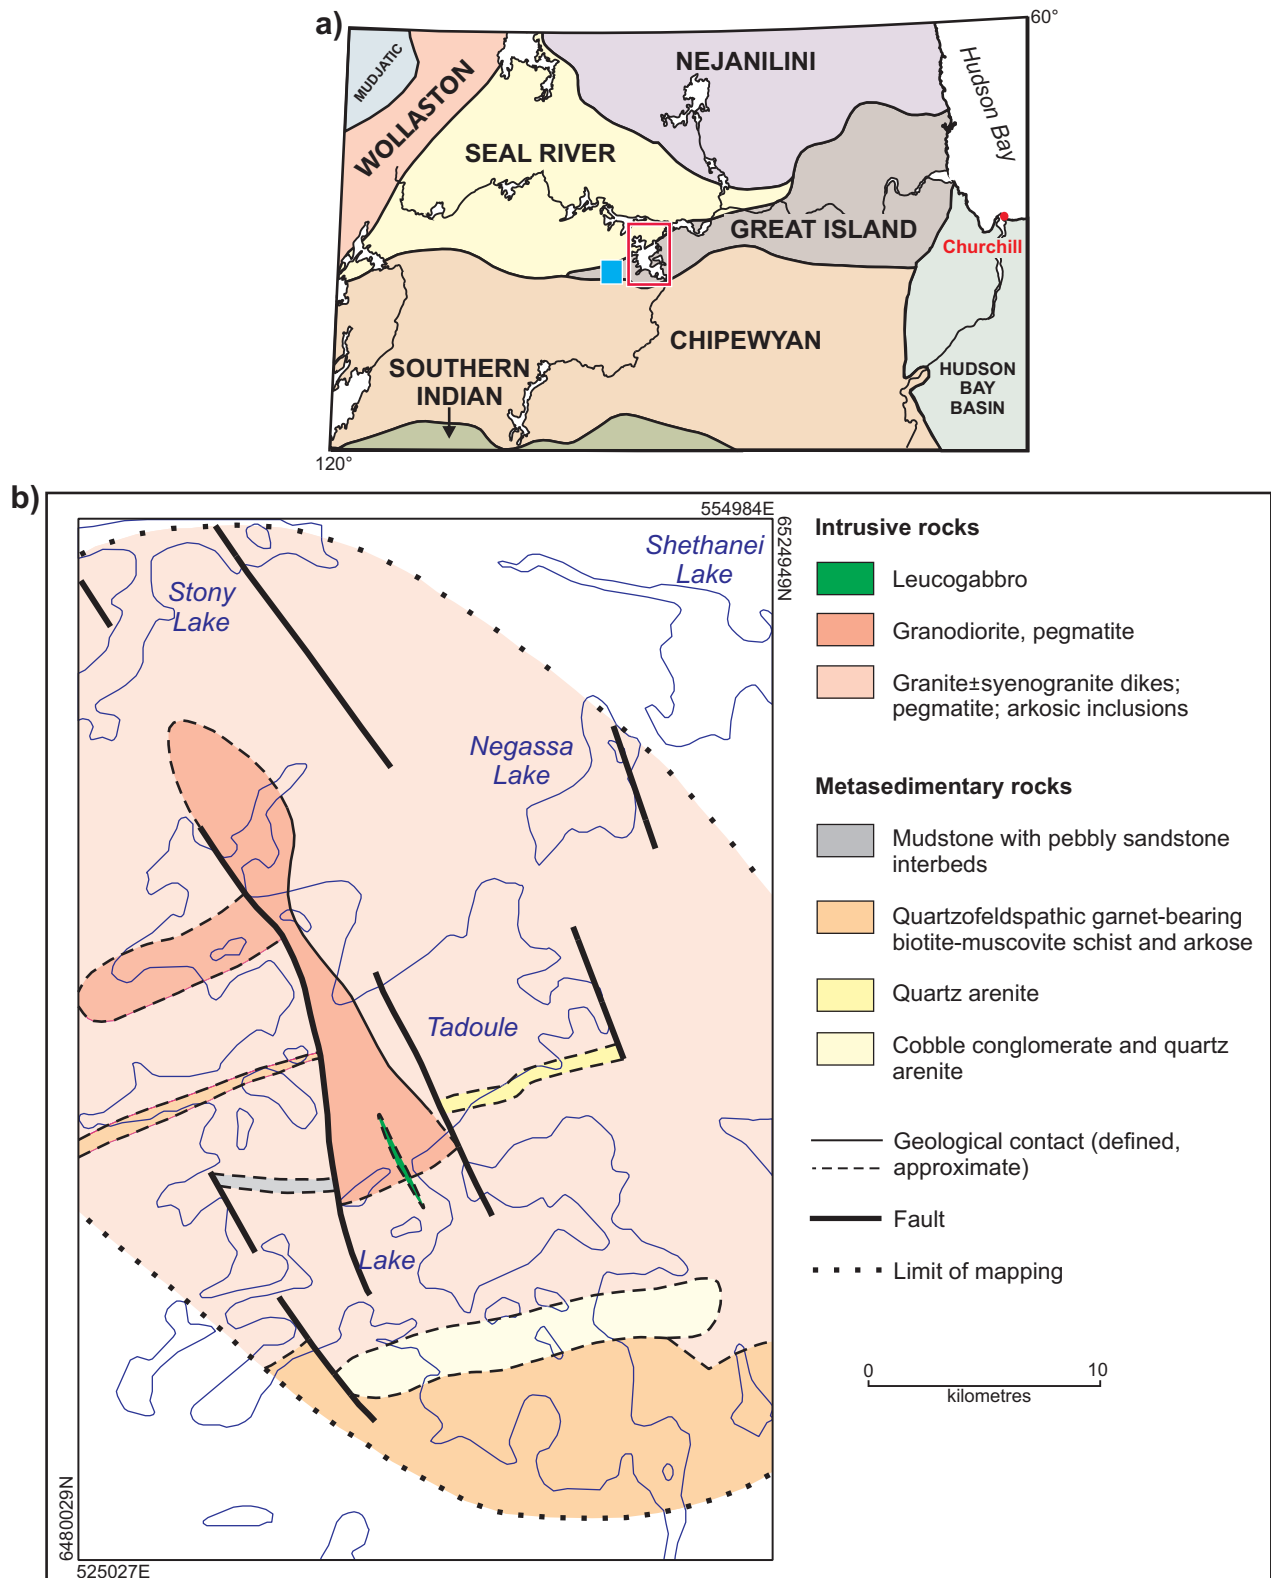 a)
60°
MUDJATIC
WOLLASTON
NEJANILINI
Hudson Bay
SEAL RIVER
GREAT ISLAND
Churchill
CHIPEWYAN
SOUTHERN
INDIAN
HUDSON
BAY
BASIN
120°
b)
554984E
6524949N
Shethanei
Lake
Stony
Lake
Negassa
Lake
Tadoule
Lake
6480029N
525027E
Intrusive rocks
Leucogabbro
Granodiorite, pegmatite
Granite±syenogranite dikes;
pegmatite; arkosic inclusions
Metasedimentary rocks
Mudstone with pebbly sandstone
interbeds
Quartzofeldspathic garnet-bearing
biotite-muscovite schist and arkose
Quartz arenite
Cobble conglomerate and quartz
arenite
Geological contact (defined,
approximate)
Fault
Limit of mapping
0 10
kilometres